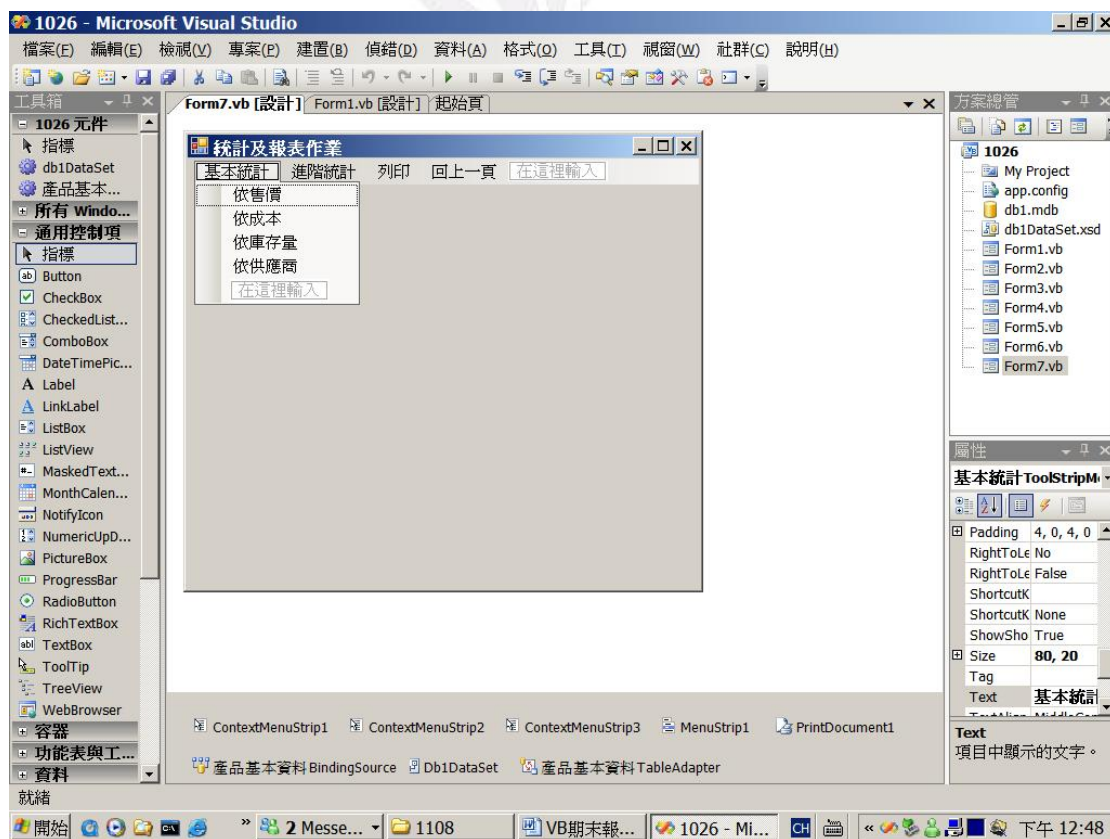 1026 - Microsoft Visual Studio
檔案(F) 編輯(E) 檢視(V) 專案(P) 建置(B) 偵錯(D) 資料(A) 格式(O) 工具(T) 視窗(W) 社群(C) 說明(H)
工具箱
Form7.vb [設計] Form1.vb [設計] 起始頁
方案總管
1026 元件
指標
db1DataSet
產品基本...
所有 Windo...
通用控制項
指標
Button
CheckBox
CheckedList...
ComboBox
DateTimePic...
Label
LinkLabel
ListBox
ListView
MaskedText...
MonthCalen...
NotifyIcon
NumericUpD...
PictureBox
ProgressBar
RadioButton
RichTextBox
TextBox
ToolTip
TreeView
WebBrowser
容器
功能表與工...
資料
統計及報表作業
基本統計 進階統計 列印 回上一頁 在這裡輸入
依售價
依成本
依庫存量
依供應商
在這裡輸入
ContextMenuStrip1 ContextMenuStrip2 ContextMenuStrip3 MenuStrip1 PrintDocument1
產品基本資料BindingSource Db1DataSet 產品基本資料TableAdapter
1026
My Project
app.config
db1.mdb
db1DataSet.xsd
Form1.vb
Form2.vb
Form3.vb
Form4.vb
Form5.vb
Form6.vb
Form7.vb
屬性
基本統計ToolStripM
Padding 4, 0, 4, 0
RightToLe No
RightToLe False
ShortcutK
ShortcutK None
ShowSho True
Size 80, 20
Tag
Text 基本統計
Text
項目中顯示的文字。
就緒
開始 » 2 Messe... 1108 VB期末報... 1026 - Mi... CH « 下午 12:48